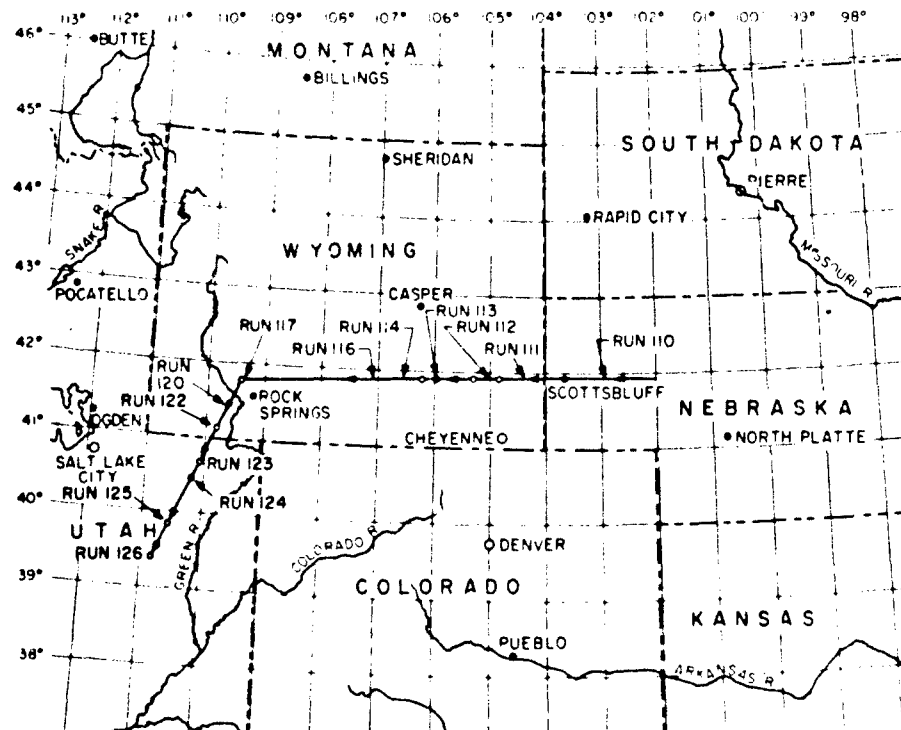 113° 112° 111° 110° 109° 108° 107° 106° 105° 104° 103° 102° 101° 100° 99° 98°
46°
BUTTE
MONTANA
BILLINGS
45°
SHERIDAN
SOUTH DAKOTA
PIERRE
44°
RAPID CITY
SNAKE R.
WYOMING
MISSOURI R
43°
POCATELLO
CASPER
RUN 113
RUN 117
RUN 114
RUN 112
RUN 110
42°
RUN 116
RUN 111
RUN 120
RUN 122
ROCK SPRINGS
SCOTTSBLUFF
NEBRASKA
41°
OGDEN
CHEYENNE
NORTH PLATTE
SALT LAKE CITY
RUN 123
RUN 125
RUN 124
40°
UTAH
RUN 126
GREEN R
COLORADO R
DENVER
39°
COLORADO
KANSAS
PUEBLO
38°
ARKANSAS R